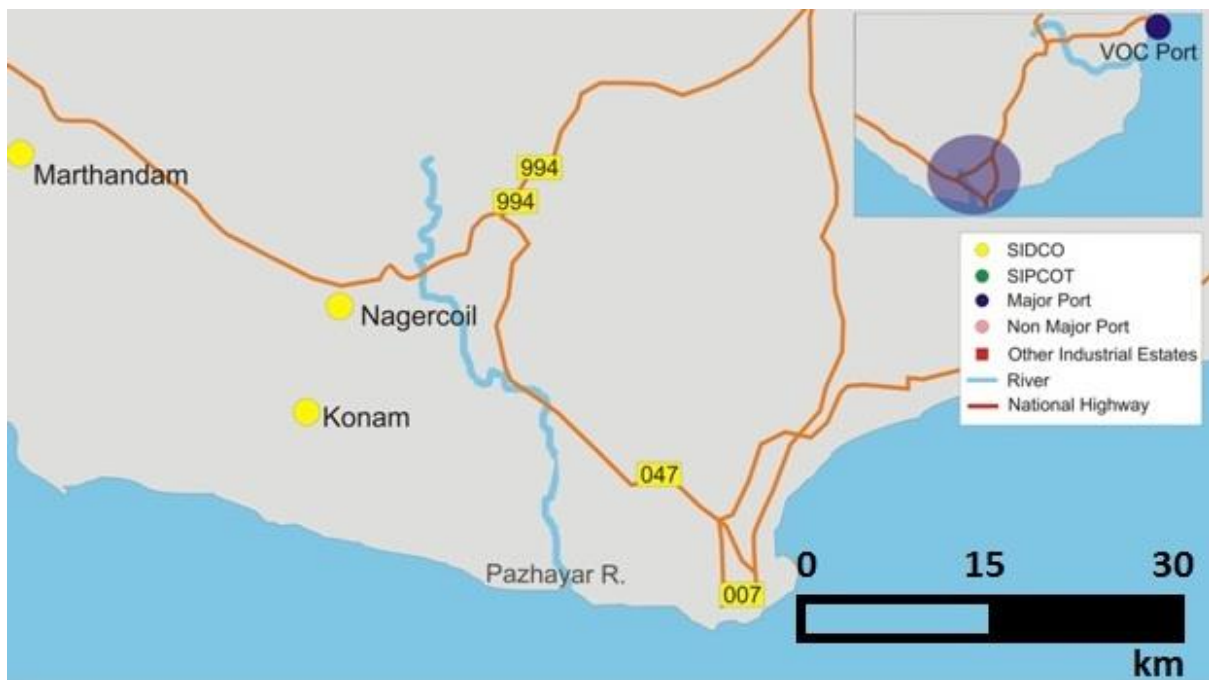 VOC Port
994
994
Marthandam
SIDCO
SIPCOT
Major Port
Non Major Port
Other Industrial Estates
River
National Highway
Nagercoil
Konam
047
Pazhayar R.
007
0 15 30
km